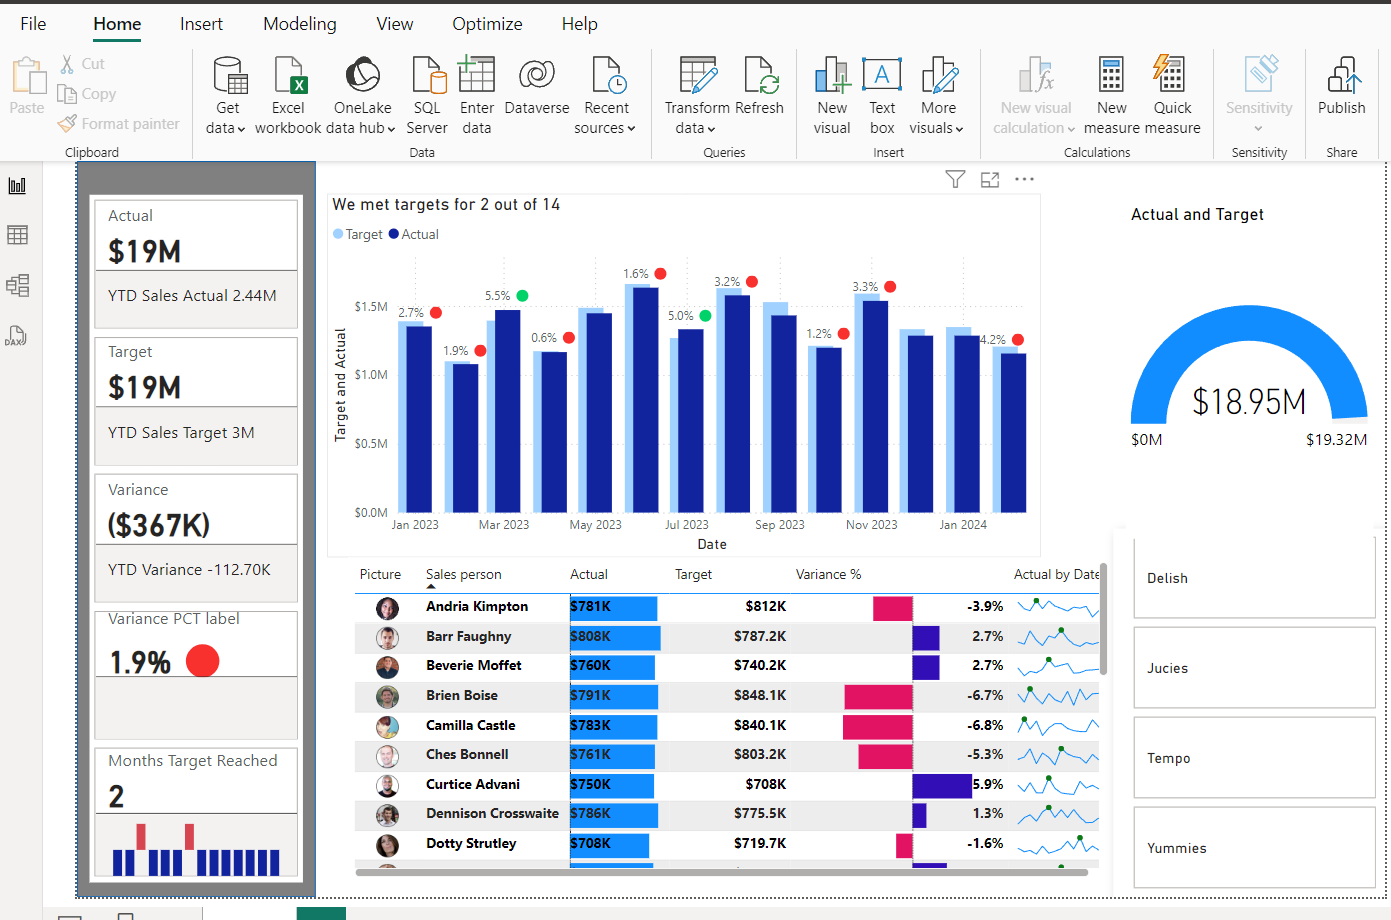 File Home Insert Modeling View Optimize Help
Paste
Cut
Copy
Format painter
Clipboard
Get data
Excel workbook
OneLake data hub
SQL Server
Enter data
Dataverse
Recent sources
Data
Transform data
Refresh
Queries
New visual
Text box
More visuals
Insert
New visual calculation
New measure
Quick measure
Calculations
Sensitivity
Sensitivity
Publish
Share
Actual
$19M
YTD Sales Actual 2.44M
Target
$19M
YTD Sales Target 3M
Variance
($367K)
YTD Variance -112.70K
Variance PCT label
1.9%
Months Target Reached
2
We met targets for 2 out of 14
Target Actual
Target and Actual
$1.5M
$1.0M
$0.5M
$0.0M
2.7%
1.9%
5.5%
0.6%
1.6%
5.0%
3.2%
1.2%
3.3%
4.2%
Jan 2023 Mar 2023 May 2023 Jul 2023 Sep 2023 Nov 2023 Jan 2024
Date
Actual and Target
$18.95M
$0M $19.32M
Picture Sales person Actual Target Variance % Actual by Date
Andria Kimpton $781K $812K -3.9%
Barr Faughny $808K $787.2K 2.7%
Beverie Moffet $760K $740.2K 2.7%
Brien Boise $791K $848.1K -6.7%
Camilla Castle $783K $840.1K -6.8%
Ches Bonnell $761K $803.2K -5.3%
Curtice Advani $750K $708K 5.9%
Dennison Crosswaite $786K $775.5K 1.3%
Dotty Strutley $708K $719.7K -1.6%
Delish
Jucies
Tempo
Yummies
DAX